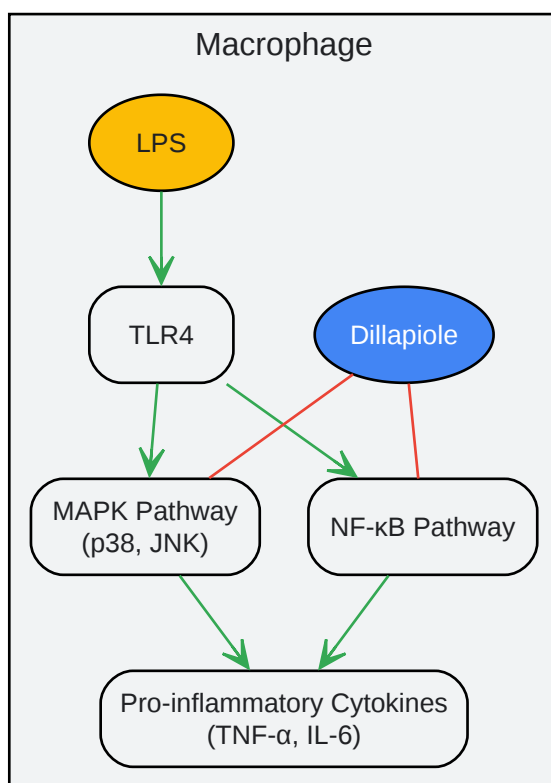 Macrophage
LPS
TLR4
Dillapiole
MAPK Pathway
(p38, JNK)
NF-κB Pathway
Pro-inflammatory Cytokines
(TNF-α, IL-6)